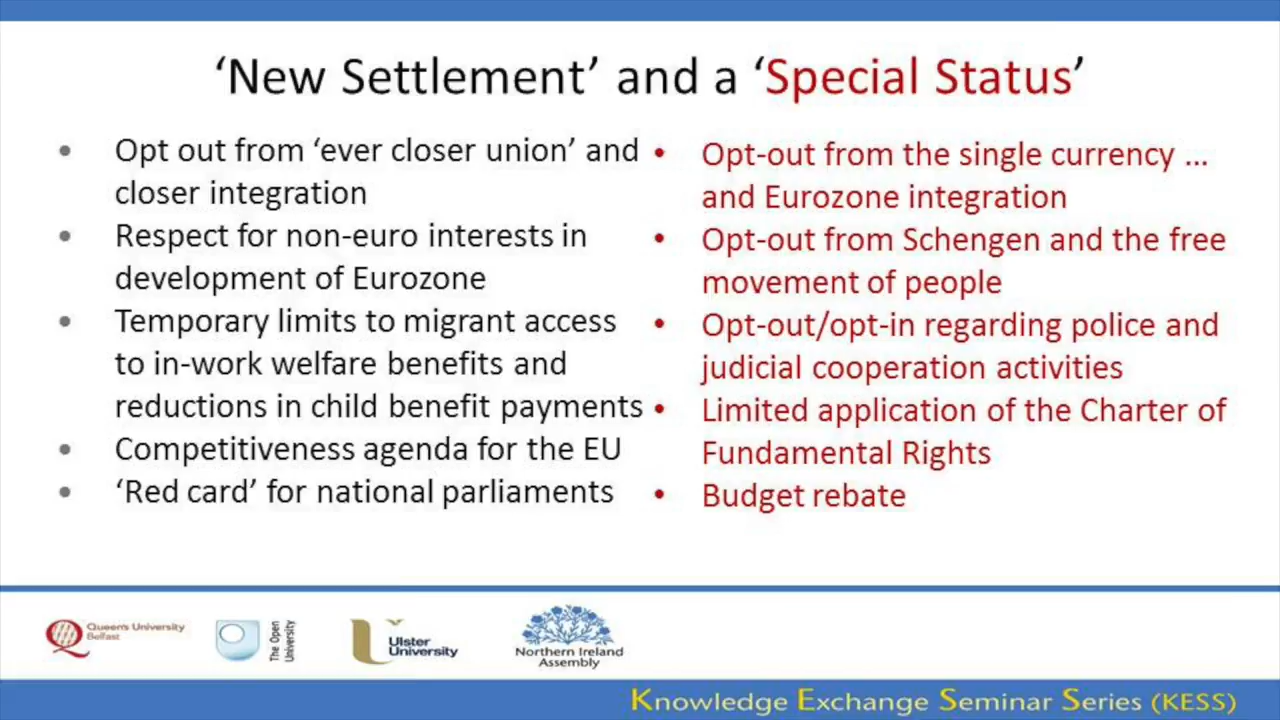 ‘New Settlement’ and a ‘Special Status’
• Opt out from ‘ever closer union’ and
closer integration
• Respect for non-euro interests in
development of Eurozone
• Temporary limits to migrant access
to in-work welfare benefits and
reductions in child benefit payments
• Competitiveness agenda for the EU
• ‘Red card’ for national parliaments
• Opt-out from the single currency …
and Eurozone integration
• Opt-out from Schengen and the free
movement of people
• Opt-out/opt-in regarding police and
judicial cooperation activities
• Limited application of the Charter of
Fundamental Rights
• Budget rebate
Queen's University
Belfast
The Open
University
Ulster
University
Northern Ireland
Assembly
Knowledge Exchange Seminar Series (KESS)